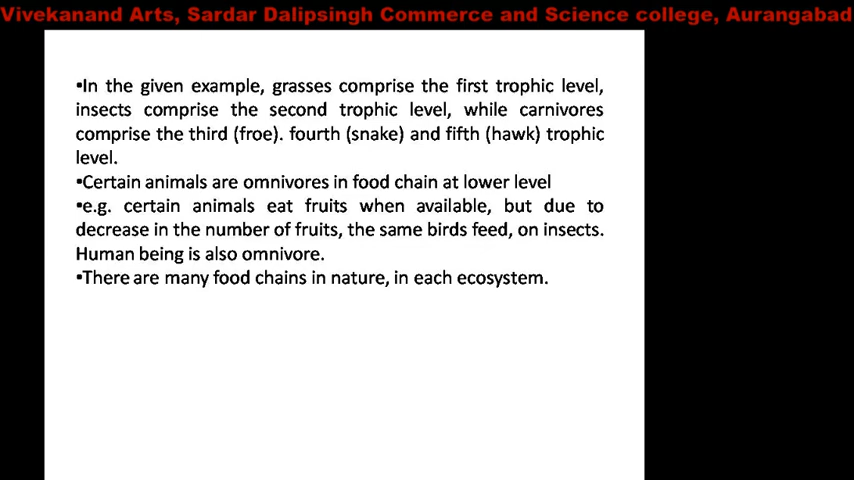 Vivekanand Arts, Sardar Dalipsingh Commerce and Science college, Aurangabad
•In the given example, grasses comprise the first trophic level,
insects comprise the second trophic level, while carnivores
comprise the third (froe). fourth (snake) and fifth (hawk) trophic
level.
•Certain animals are omnivores in food chain at lower level
•e.g. certain animals eat fruits when available, but due to
decrease in the number of fruits, the same birds feed, on insects.
Human being is also omnivore.
•There are many food chains in nature, in each ecosystem.